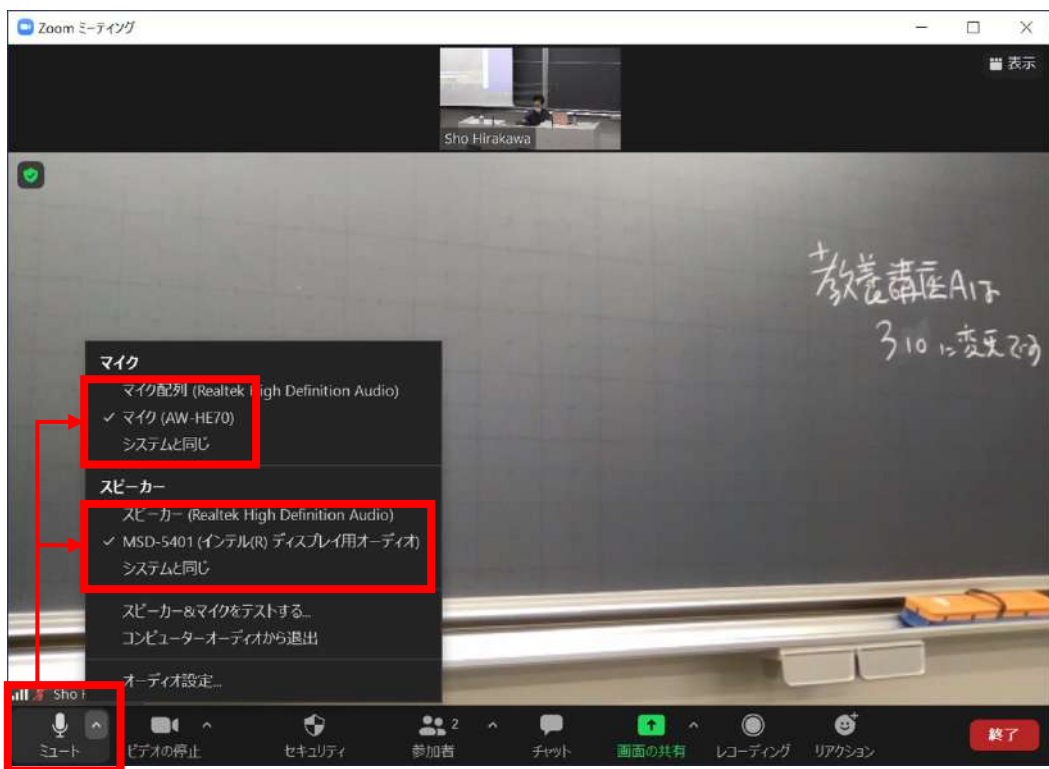 Zoom ミーティング
表示
Sho Hirakawa
教養講座Aは
310 に変更です
マイク
マイク配列 (Realtek High Definition Audio)
✓ マイク (AW-HE70)
システムと同じ
スピーカー
スピーカー (Realtek High Definition Audio)
✓ MSD-5401 (インテル(R) ディスプレイ用オーディオ)
システムと同じ
スピーカー&マイクをテストする...
コンピューターオーディオから退出
オーディオ設定...
Sho
ミュート
ビデオの停止
セキュリティ
2
参加者
チャット
画面の共有
レコーディング
リアクション
終了